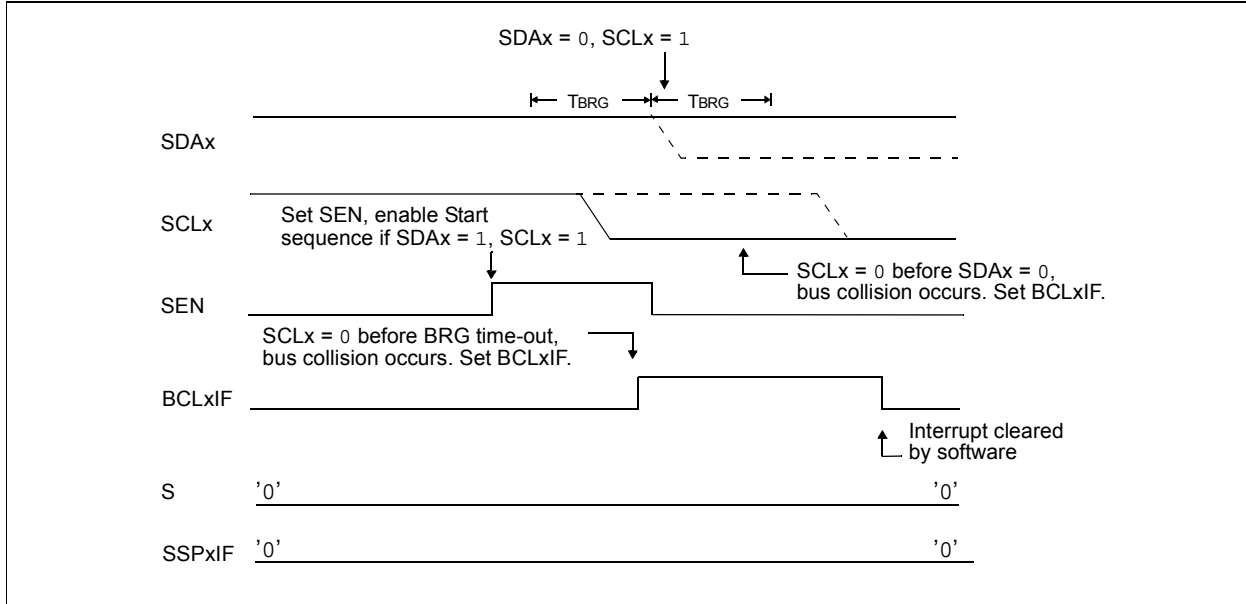 SDAx = 0, SCLx = 1
TBRG TBRG
SDAx
SCLx
Set SEN, enable Start
sequence if SDAx = 1, SCLx = 1
SCLx = 0 before SDAx = 0,
bus collision occurs. Set BCLxIF.
SEN
SCLx = 0 before BRG time-out,
bus collision occurs. Set BCLxIF.
BCLxIF
Interrupt cleared
by software
S '0' '0'
SSPxIF '0' '0'